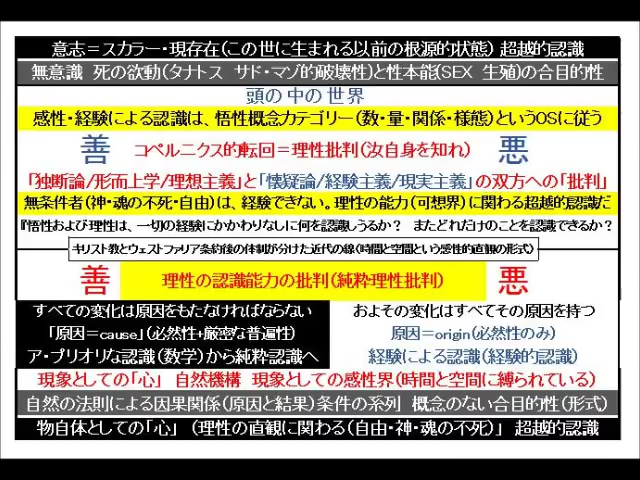 意志＝スカラー・現存在(この世に生まれる以前の根源的状態) 超越的認識
無意識 死の欲動(タナトス サド・マゾ的破壊性)と性本能(SEX 生殖)の合目的性
頭の中の世界
感性・経験による認識は、悟性概念カテゴリー(数・量・関係・様態)というOSに従う
善 コペルニクス的転回＝理性批判(汝自身を知れ) 悪
「独断論/形而上学/理想主義」と「懐疑論/経験主義/現実主義」の双方への「批判」
無条件者(神・魂の不死・自由)は、経験できない。理性の能力(可想界)に関わる超越的認識だ
『悟性および理性は、一切の経験にかかわりなしに何を認識しうるか？ またどれだけのことを認識できるか？
キリスト教とウェストファリア条約後の体制が分けた近代の線(時間と空間という感性的直観の形式)
善 理性の認識能力の批判(純粋理性批判) 悪
すべての変化は原因をもたなければならない
「原因＝cause」(必然性+厳密な普遍性)
ア・プリオリな認識(数学)から純粋認識へ
およその変化はすべてその原因を持つ
原因＝origin(必然性のみ)
経験による認識(経験的認識)
現象としての「心」 自然機構 現象としての感性界(時間と空間に縛られている)
自然の法則による因果関係(原因と結果)条件の系列 概念のない合目的性(形式)
物自体としての「心」 (理性の直観に関わる(自由・神・魂の不死)」 超越的認識